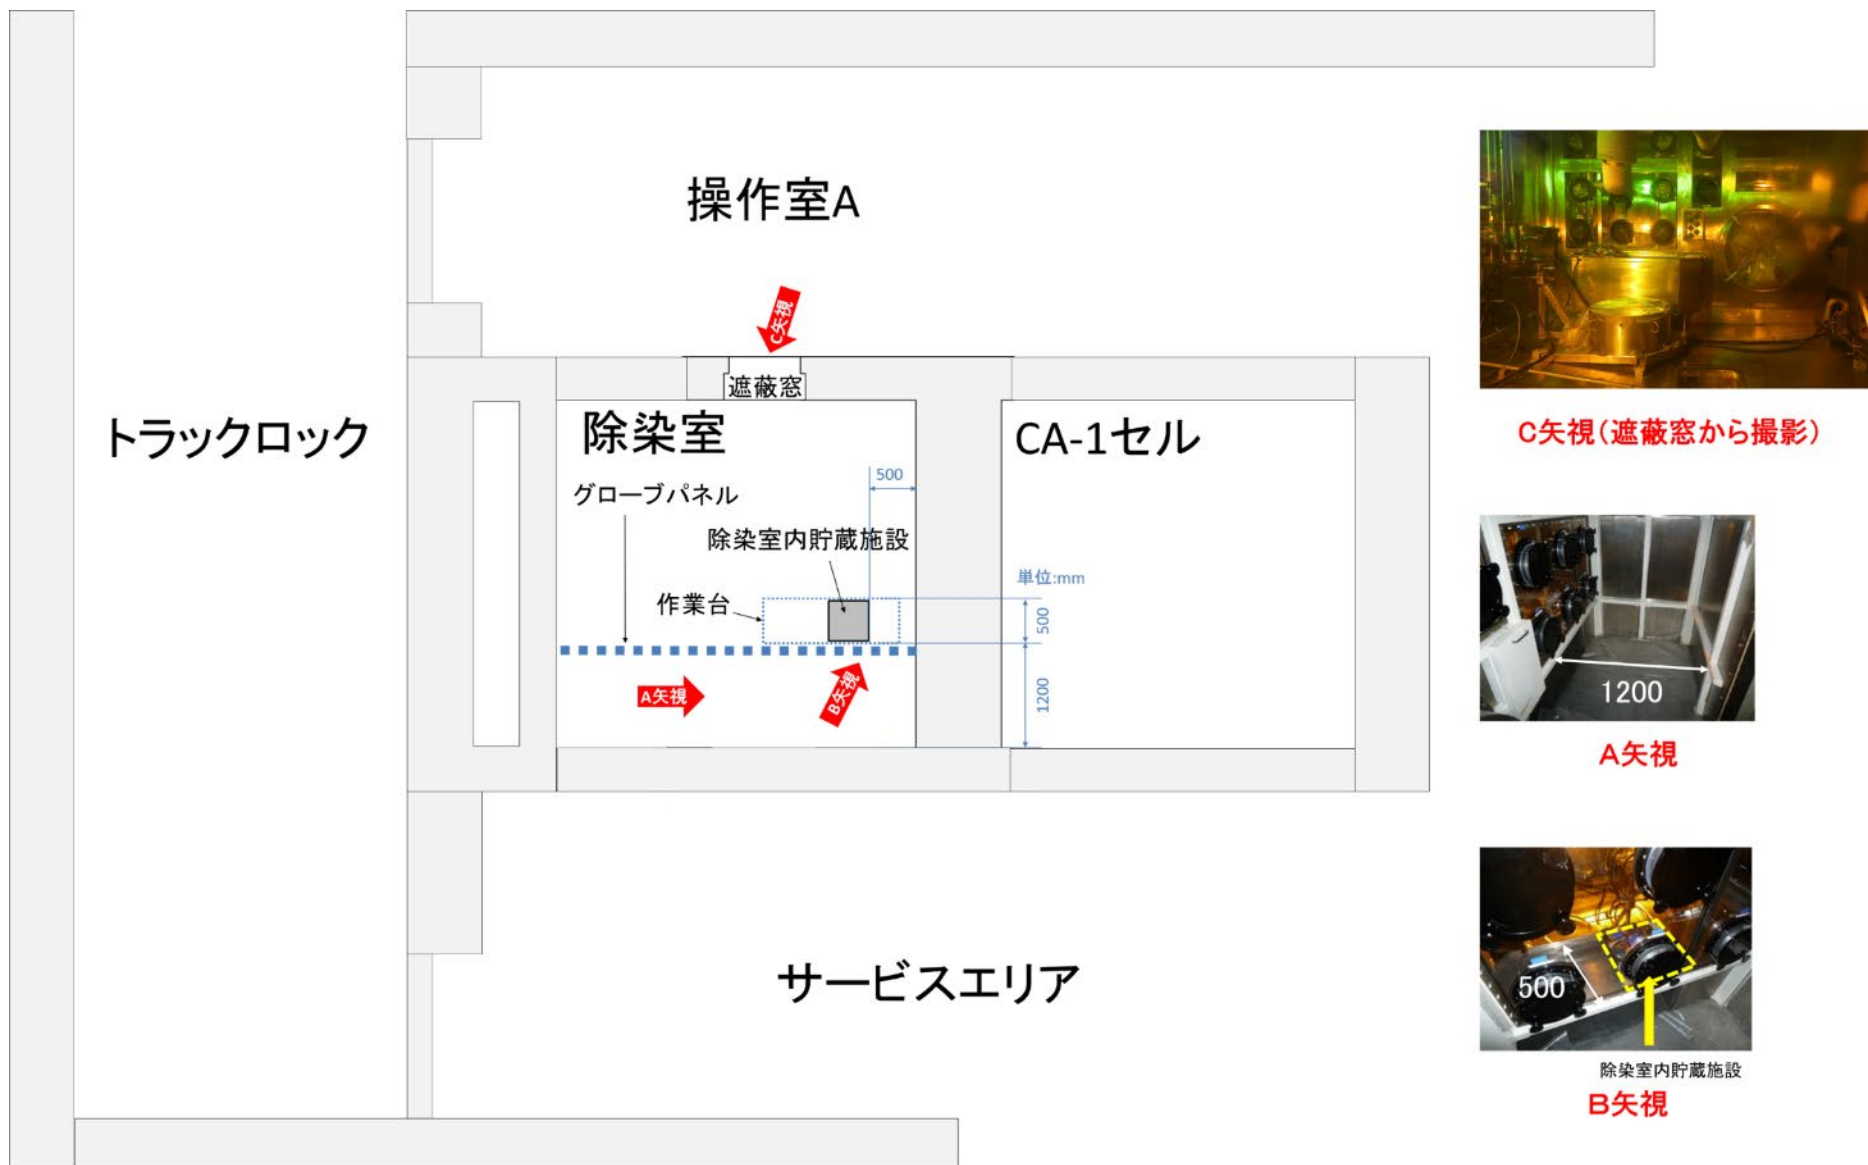 操作室A
C矢視
遮蔽窓
トラックロック
除染室
CA-1セル
500
グローブパネル
除染室内貯蔵施設
単位:mm
作業台
500
A矢視
B矢視
1200
サービスエリア
C矢視(遮蔽窓から撮影)
1200
A矢視
500
除染室内貯蔵施設
B矢視